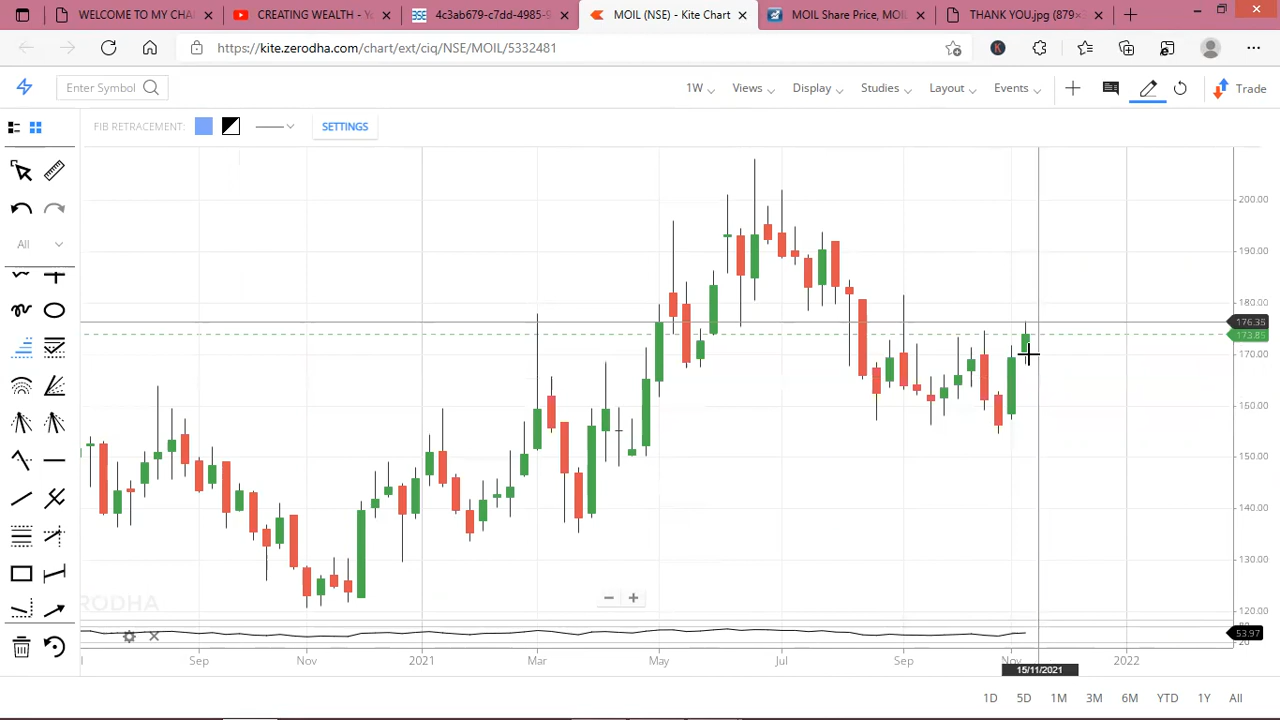 WELCOME TO MY CHA
CREATING WEALTH - Y
4c3ab679-c7dd-4985-9
MOIL (NSE) - Kite Chart
MOIL Share Price, MOIL
THANK YOU.jpg (879×
https://kite.zerodha.com/chart/ext/ciq/NSE/MOIL/5332481
K
Enter Symbol
1W
Views
Display
Studies
Layout
Events
Trade
FIB RETRACEMENT:
SETTINGS
All
200.00
190.00
180.00
176.35
173.85
170.00
160.00
150.00
140.00
130.00
120.00
ERODHA
53.97
20
Sep
Nov
2021
Mar
May
Jul
Sep
Nov
2022
15/11/2021
1D
5D
1M
3M
6M
YTD
1Y
All